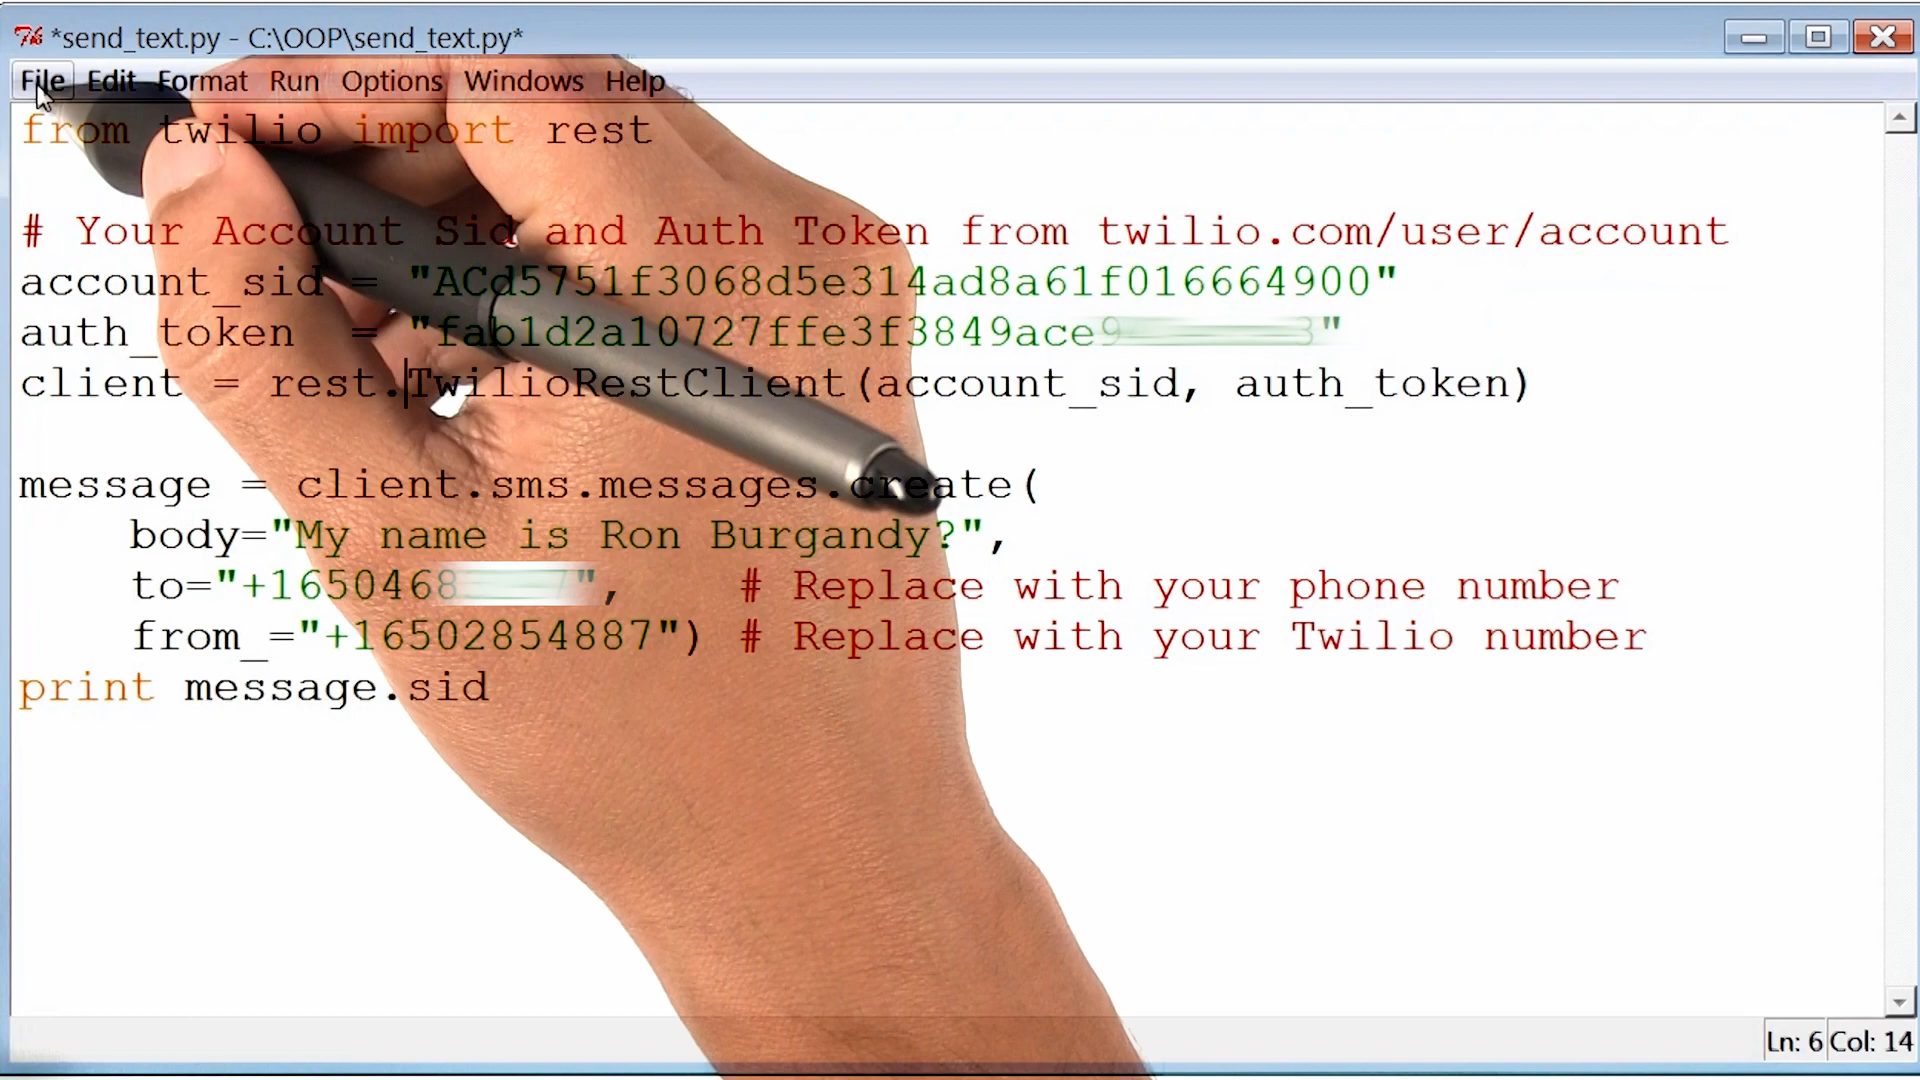 *send_text.py - C:\OOP\send_text.py*
File Edit Format Run Options Windows Help
from twilio import rest
# Your Account Sid and Auth Token from twilio.com/user/account
account_sid = "ACd5751f3068d5e314ad8a61f016664900"
auth_token = "fab1d2a10727ffe3f3849ace9 3"
client = rest.TwilioRestClient(account_sid, auth_token)
message = client.sms.messages.create(
body="My name is Ron Burgandy?",
to="+1650468 7", # Replace with your phone number
from_="+16502854887") # Replace with your Twilio number
print message.sid
Ln: 6 Col: 14